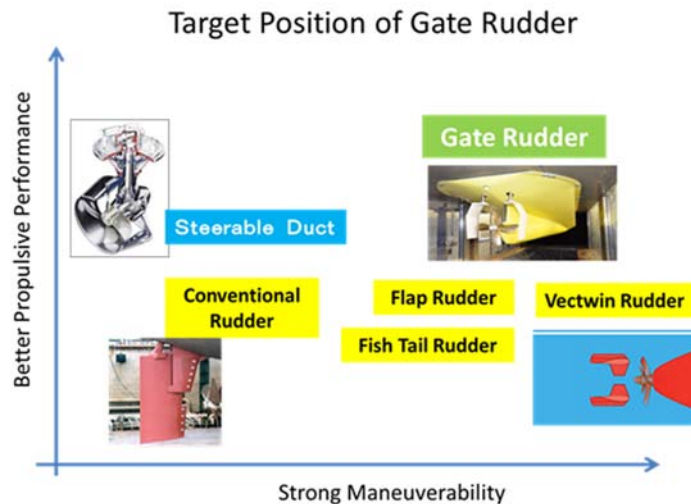 Target Position of Gate Rudder
Better Propulsive Performance
Gate Rudder
Steerable Duct
Conventional
Rudder
Flap Rudder
Vectwin Rudder
Fish Tail Rudder
Strong Maneuverability